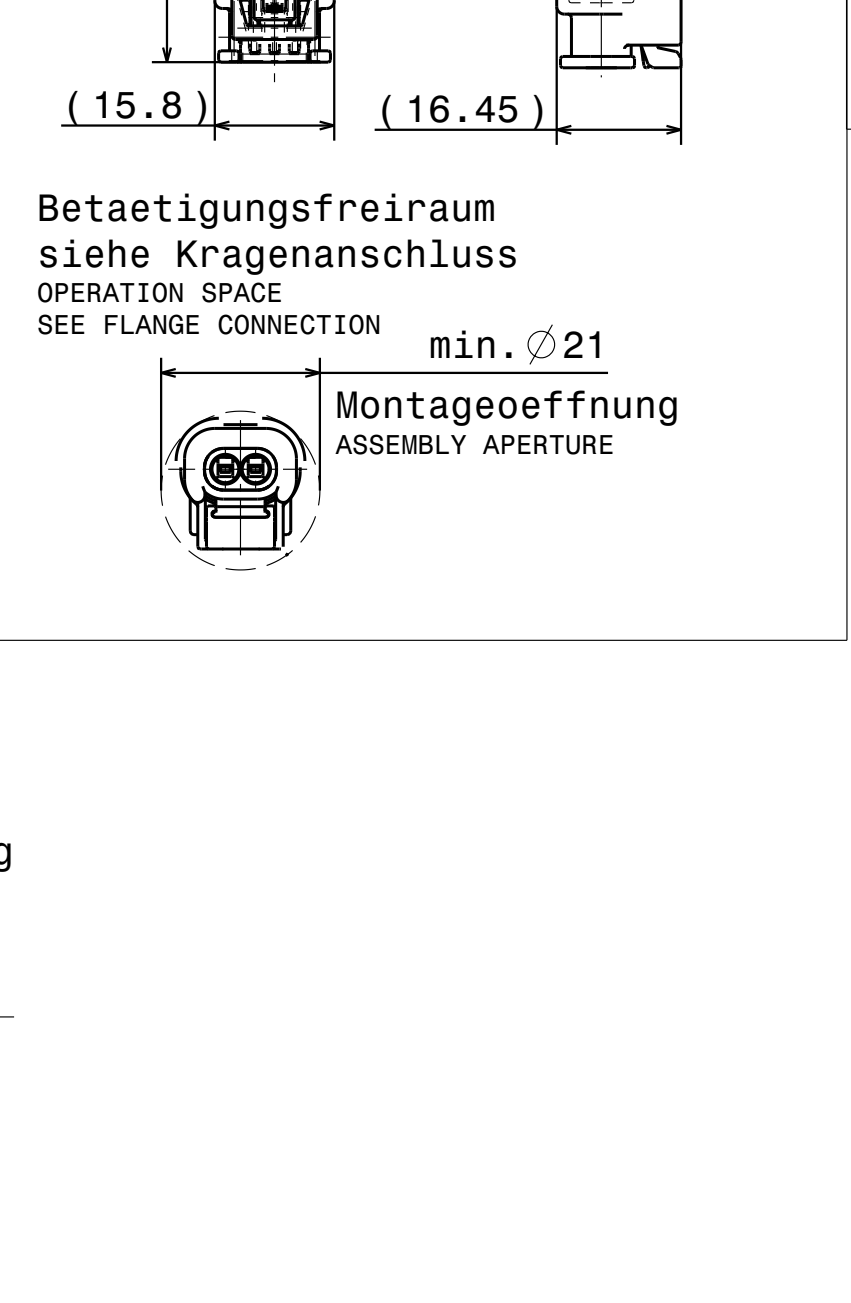 (15.8)
(16.45)
Betaetigungsfreiraum
siehe Kragenanschluss
OPERATION SPACE
SEE FLANGE CONNECTION
min. ∅21
Montageoeffnung
ASSEMBLY APERTURE
g